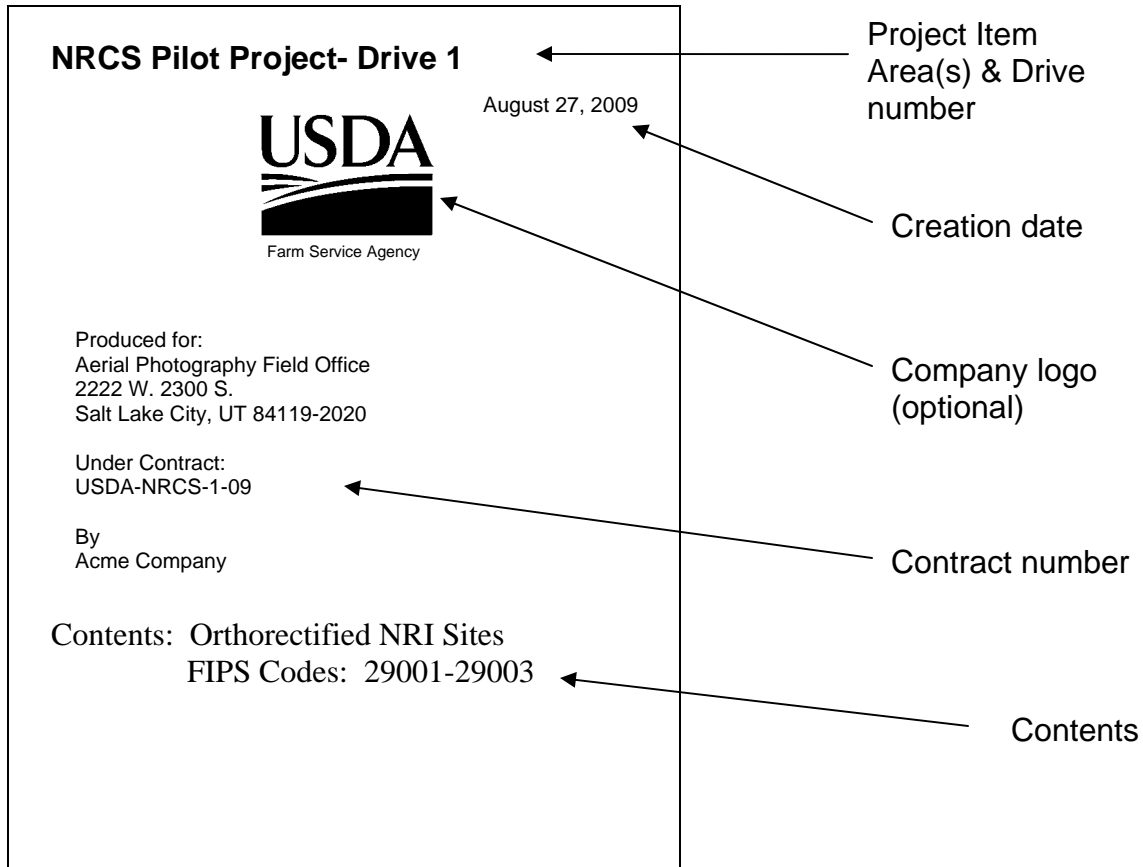 NRCS Pilot Project- Drive 1
August 27, 2009
USDA
Farm Service Agency
Produced for:
Aerial Photography Field Office
2222 W. 2300 S.
Salt Lake City, UT 84119-2020
Under Contract:
USDA-NRCS-1-09
By
Acme Company
Contents: Orthorectified NRI Sites
FIPS Codes: 29001-29003
Project Item
Area(s) & Drive
number
Creation date
Company logo
(optional)
Contract number
Contents